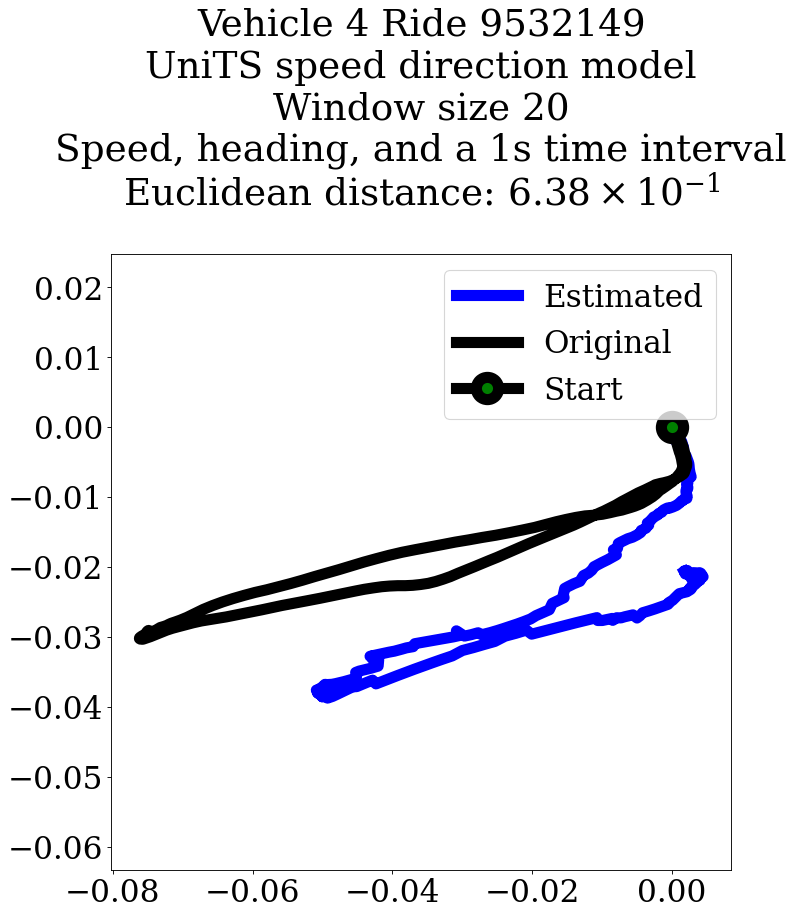 Vehicle 4 Ride 9532149
UniTS speed direction model
Window size 20
Speed, heading, and a 1s time interval
Euclidean distance: 6.38 × 10⁻¹
Estimated
Original
Start
0.02
0.01
0.00
−0.01
−0.02
−0.03
−0.04
−0.05
−0.06
−0.08 −0.06 −0.04 −0.02 0.00